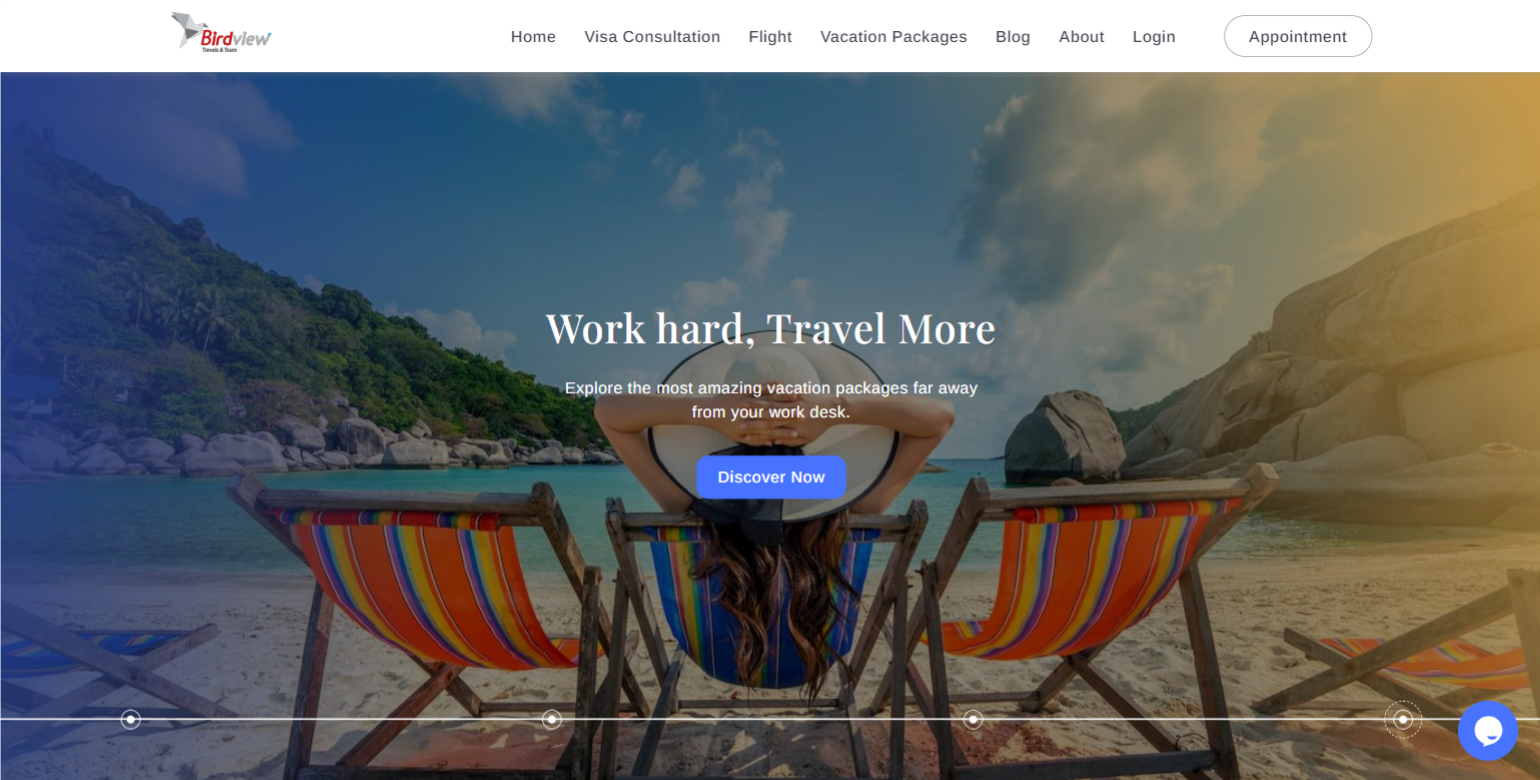 Birdview
Travels & Tours
Home Visa Consultation Flight Vacation Packages Blog About Login Appointment
Work hard, Travel More
Explore the most amazing vacation packages far away
from your work desk.
Discover Now